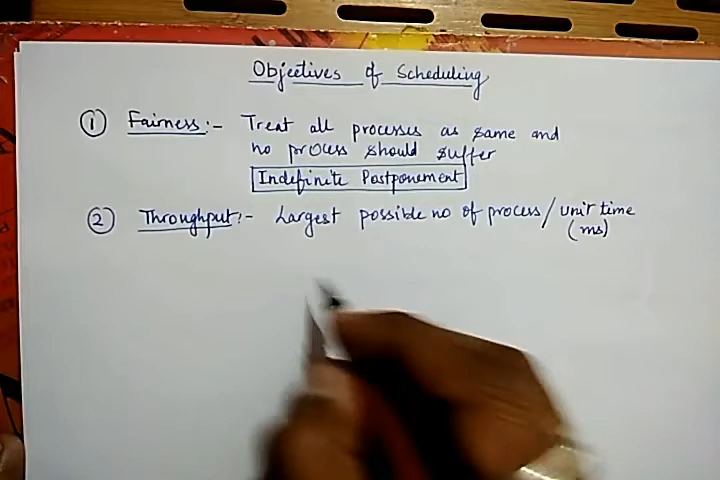 Objectives of Scheduling
① Fairness:- Treat all processes as same and
no process should suffer
Indefinite Postponement
② Throughput:- Largest possible no of process/unit time
(ms)